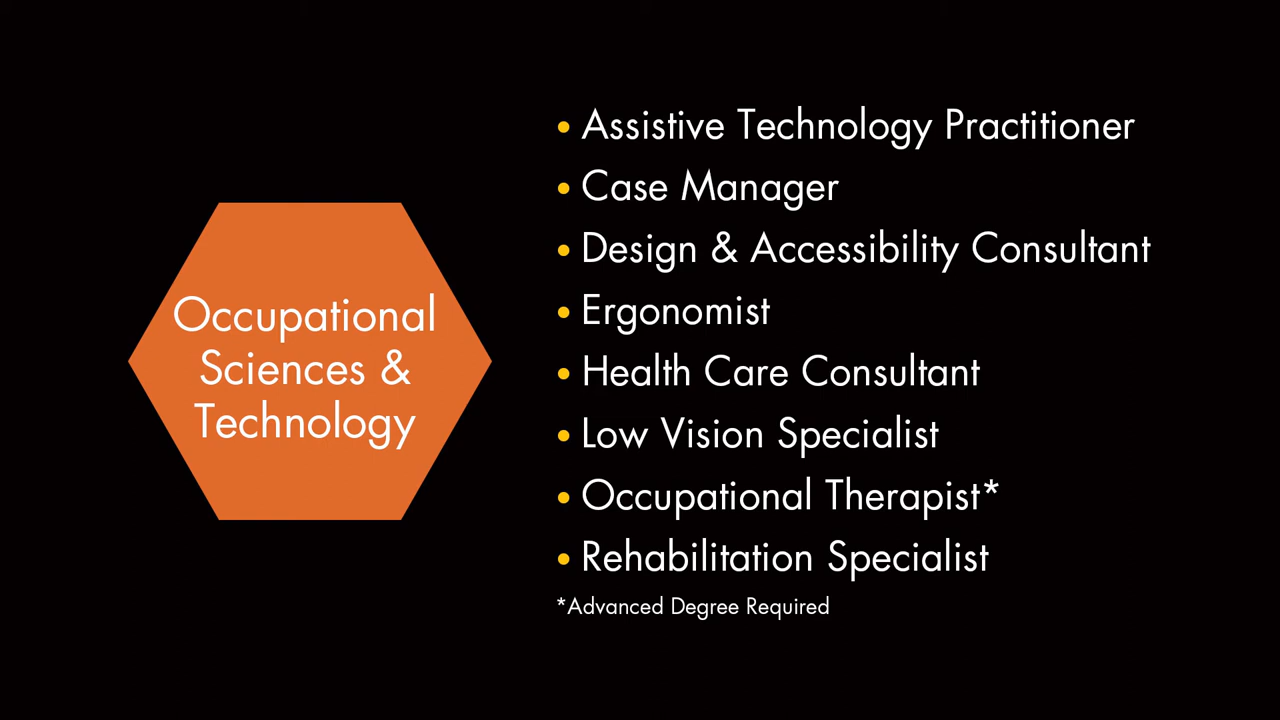 Occupational
Sciences &
Technology
• Assistive Technology Practitioner
• Case Manager
• Design & Accessibility Consultant
• Ergonomist
• Health Care Consultant
• Low Vision Specialist
• Occupational Therapist*
• Rehabilitation Specialist
*Advanced Degree Required